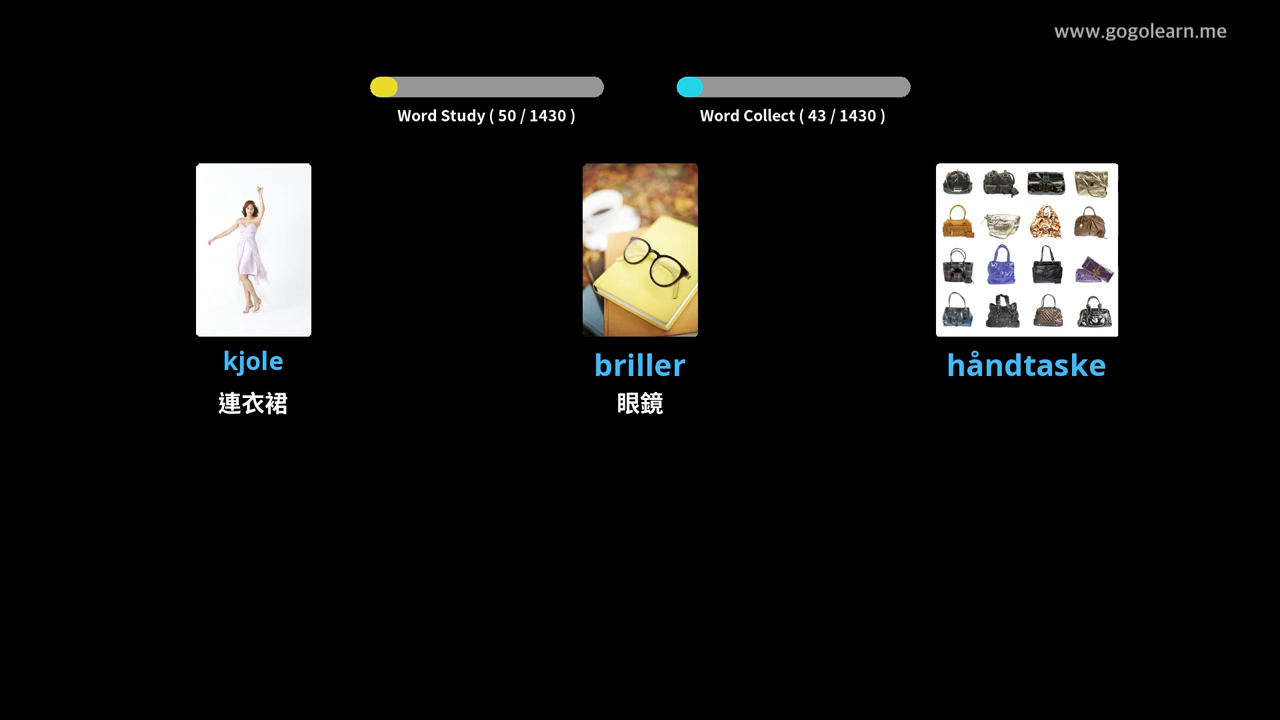 www.gogolearn.me
Word Study ( 50 / 1430 )
Word Collect ( 43 / 1430 )
kjole
briller
håndtaske
連衣裙
眼鏡